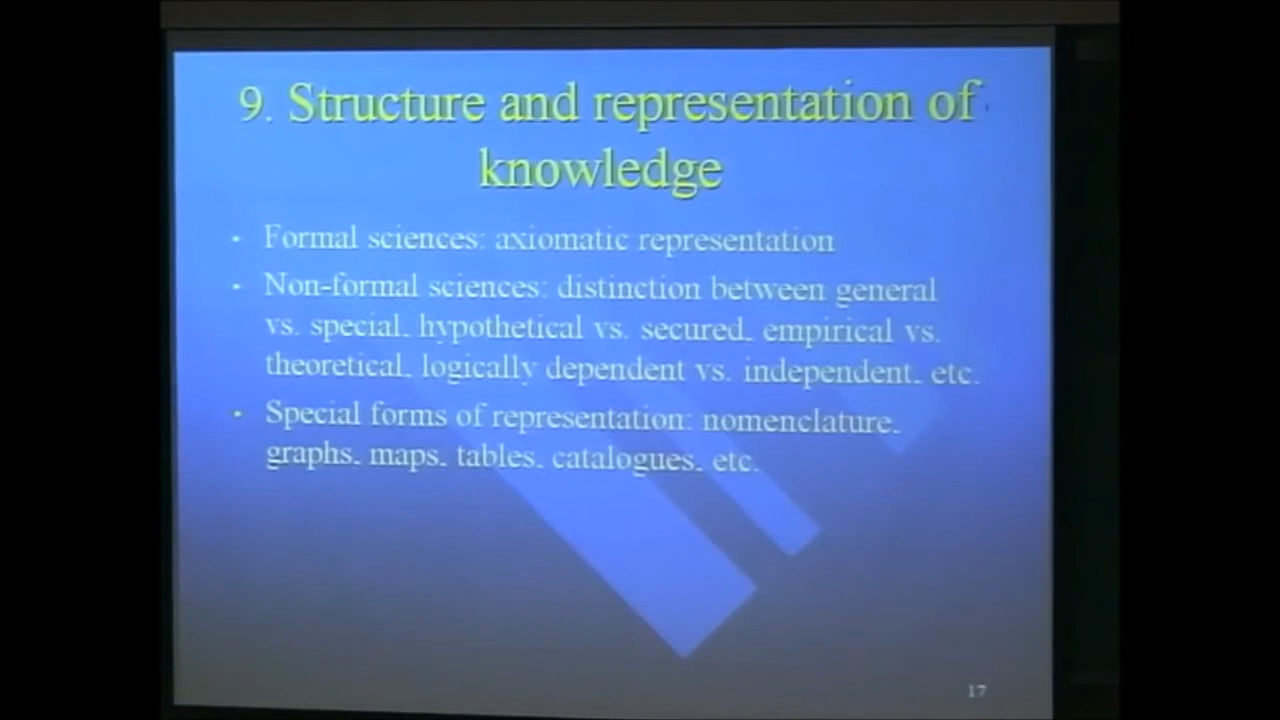 9. Structure and representation of
knowledge
• Formal sciences: axiomatic representation
• Non-formal sciences: distinction between general
vs. special, hypothetical vs. secured, empirical vs.
theoretical, logically dependent vs. independent, etc.
• Special forms of representation: nomenclature,
graphs, maps, tables, catalogues, etc.
17